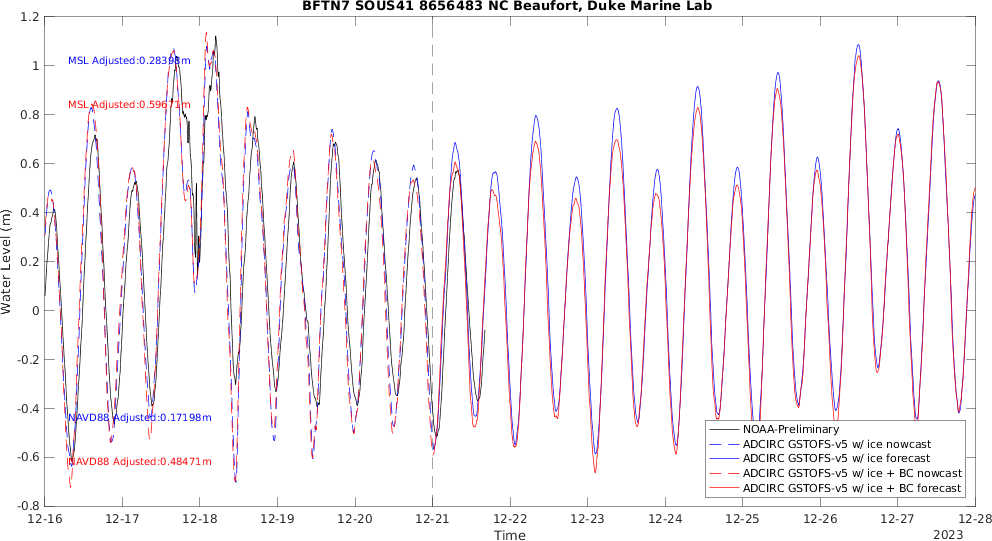 BFTN7 SOUS41 8656483 NC Beaufort, Duke Marine Lab
1.2
1
0.8
0.6
0.4
0.2
0
-0.2
-0.4
-0.6
-0.8
Water Level (m)
MSL Adjusted:0.28393m
MSL Adjusted:0.59671m
NAVD88 Adjusted:0.17198m
NAVD88 Adjusted:0.48471m
NOAA-Preliminary
ADCIRC GSTOFS-v5 w/ ice nowcast
ADCIRC GSTOFS-v5 w/ ice forecast
ADCIRC GSTOFS-v5 w/ ice + BC nowcast
ADCIRC GSTOFS-v5 w/ ice + BC forecast
12-16 12-17 12-18 12-19 12-20 12-21 12-22 12-23 12-24 12-25 12-26 12-27 12-28
Time
2023